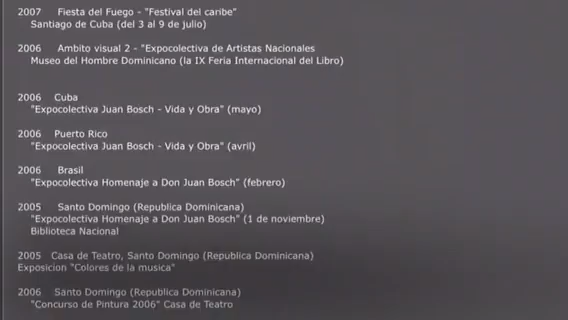 2007 Fiesta del Fuego - "Festival del caribe"
Santiago de Cuba (del 3 al 9 de julio)
2006 Ambito visual 2 - "Expocolectiva de Artistas Nacionales
Museo del Hombre Dominicano (la IX Feria Internacional del Libro)
2006 Cuba
"Expocolectiva Juan Bosch - Vida y Obra" (mayo)
2006 Puerto Rico
"Expocolectiva Juan Bosch - Vida y Obra" (avril)
2006 Brasil
"Expocolectiva Homenaje a Don Juan Bosch" (febrero)
2005 Santo Domingo (Republica Dominicana)
"Expocolectiva Homenaje a Don Juan Bosch" (1 de noviembre)
Biblioteca Nacional
2005 Casa de Teatro, Santo Domingo (Republica Dominicana)
Exposicion "Colores de la musica"
2006 Santo Domingo (Republica Dominicana)
"Concurso de Pintura 2006" Casa de Teatro